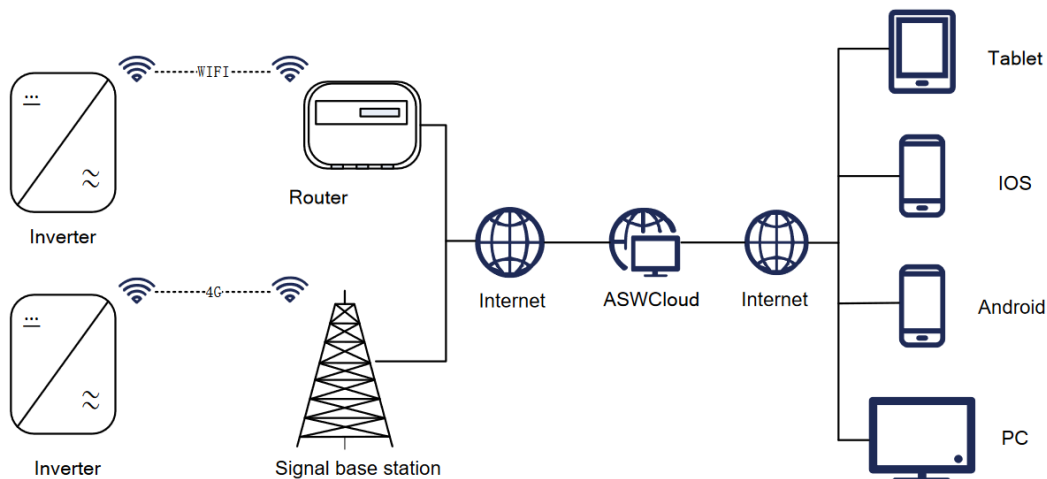 WIFI
Tablet
Router
IOS
Inverter
Internet
ASWCloud
Internet
4G
Android
PC
Inverter
Signal base station